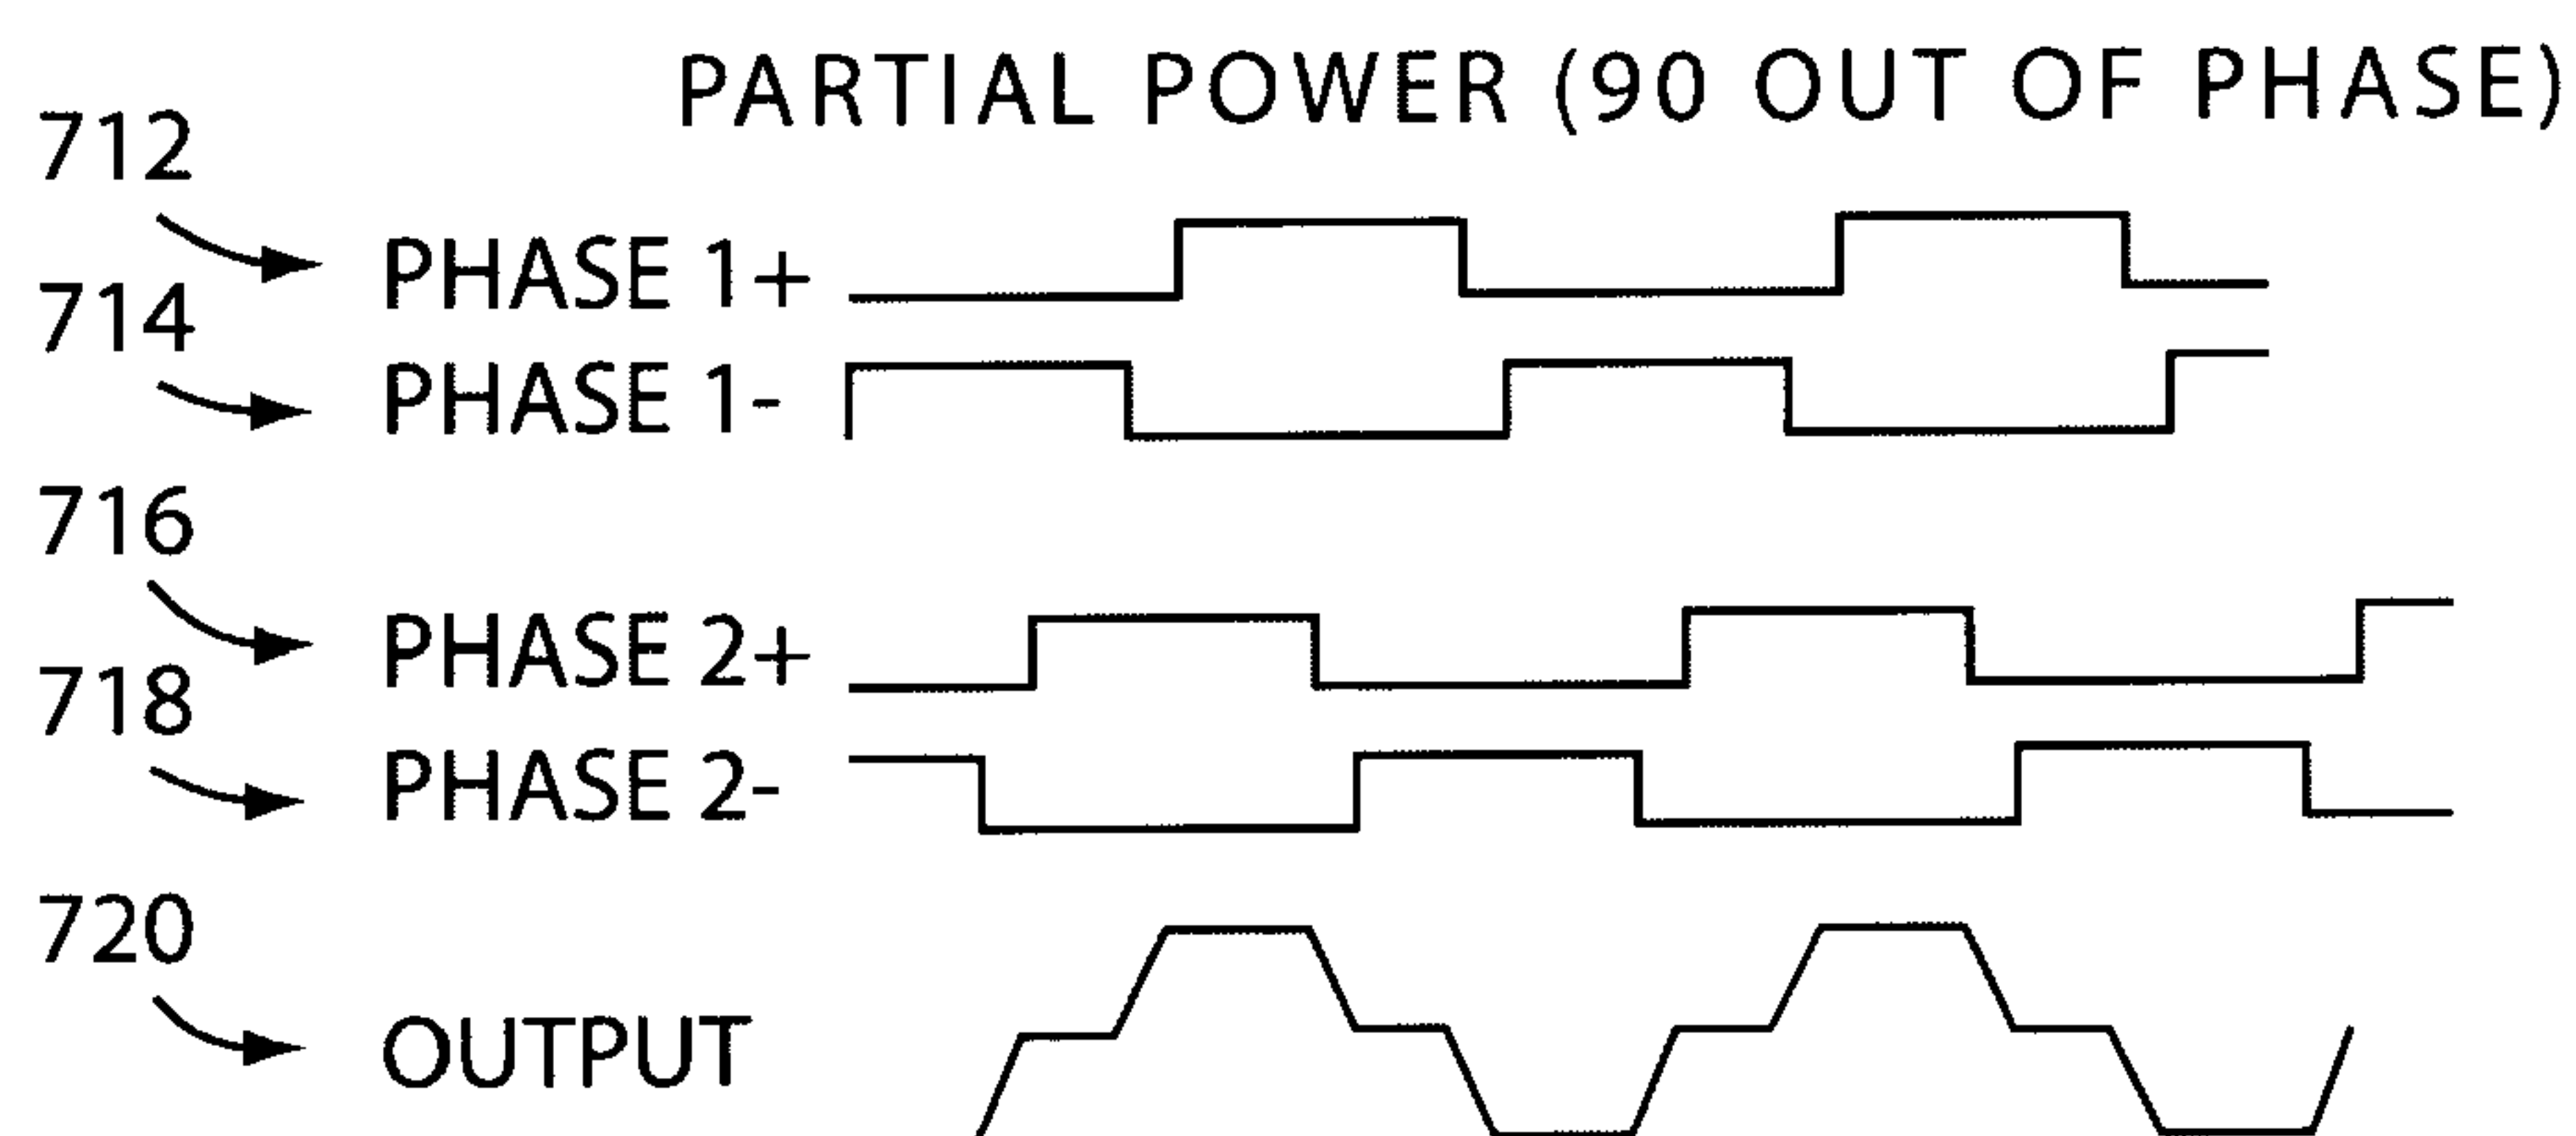 PARTIAL POWER (90 OUT OF PHASE)
712
PHASE 1+
714
PHASE 1-
716
PHASE 2+
718
PHASE 2-
720
OUTPUT